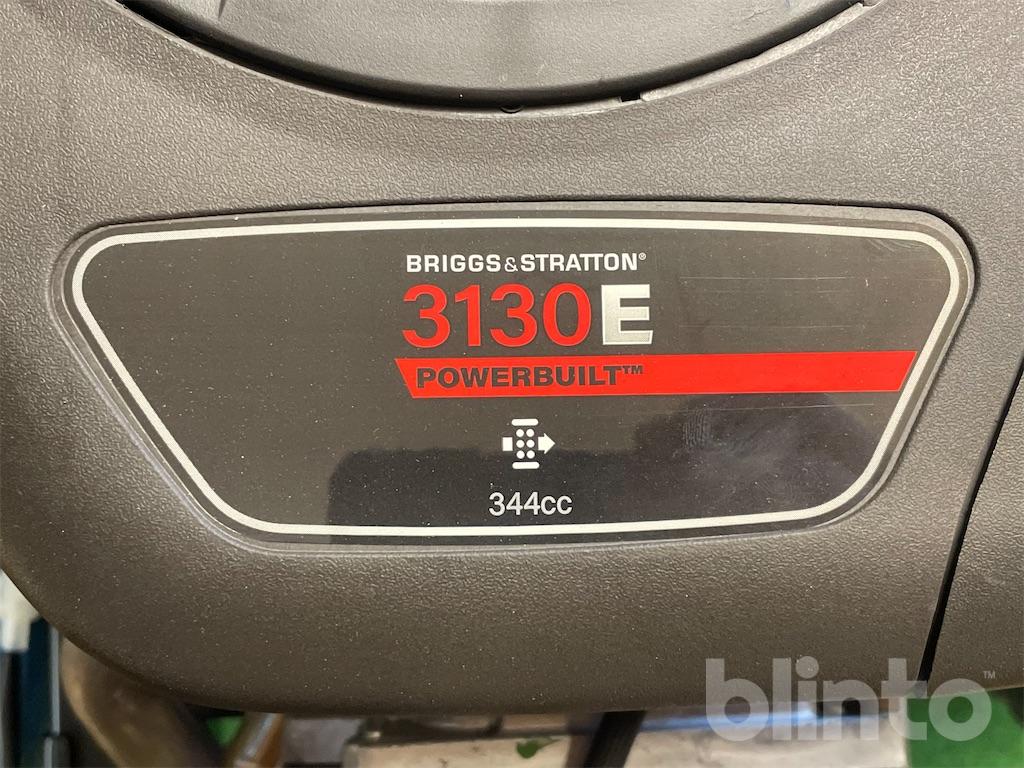 BRIGGS&STRATTON®
3130E
POWERBUILT™
344cc
blinto™